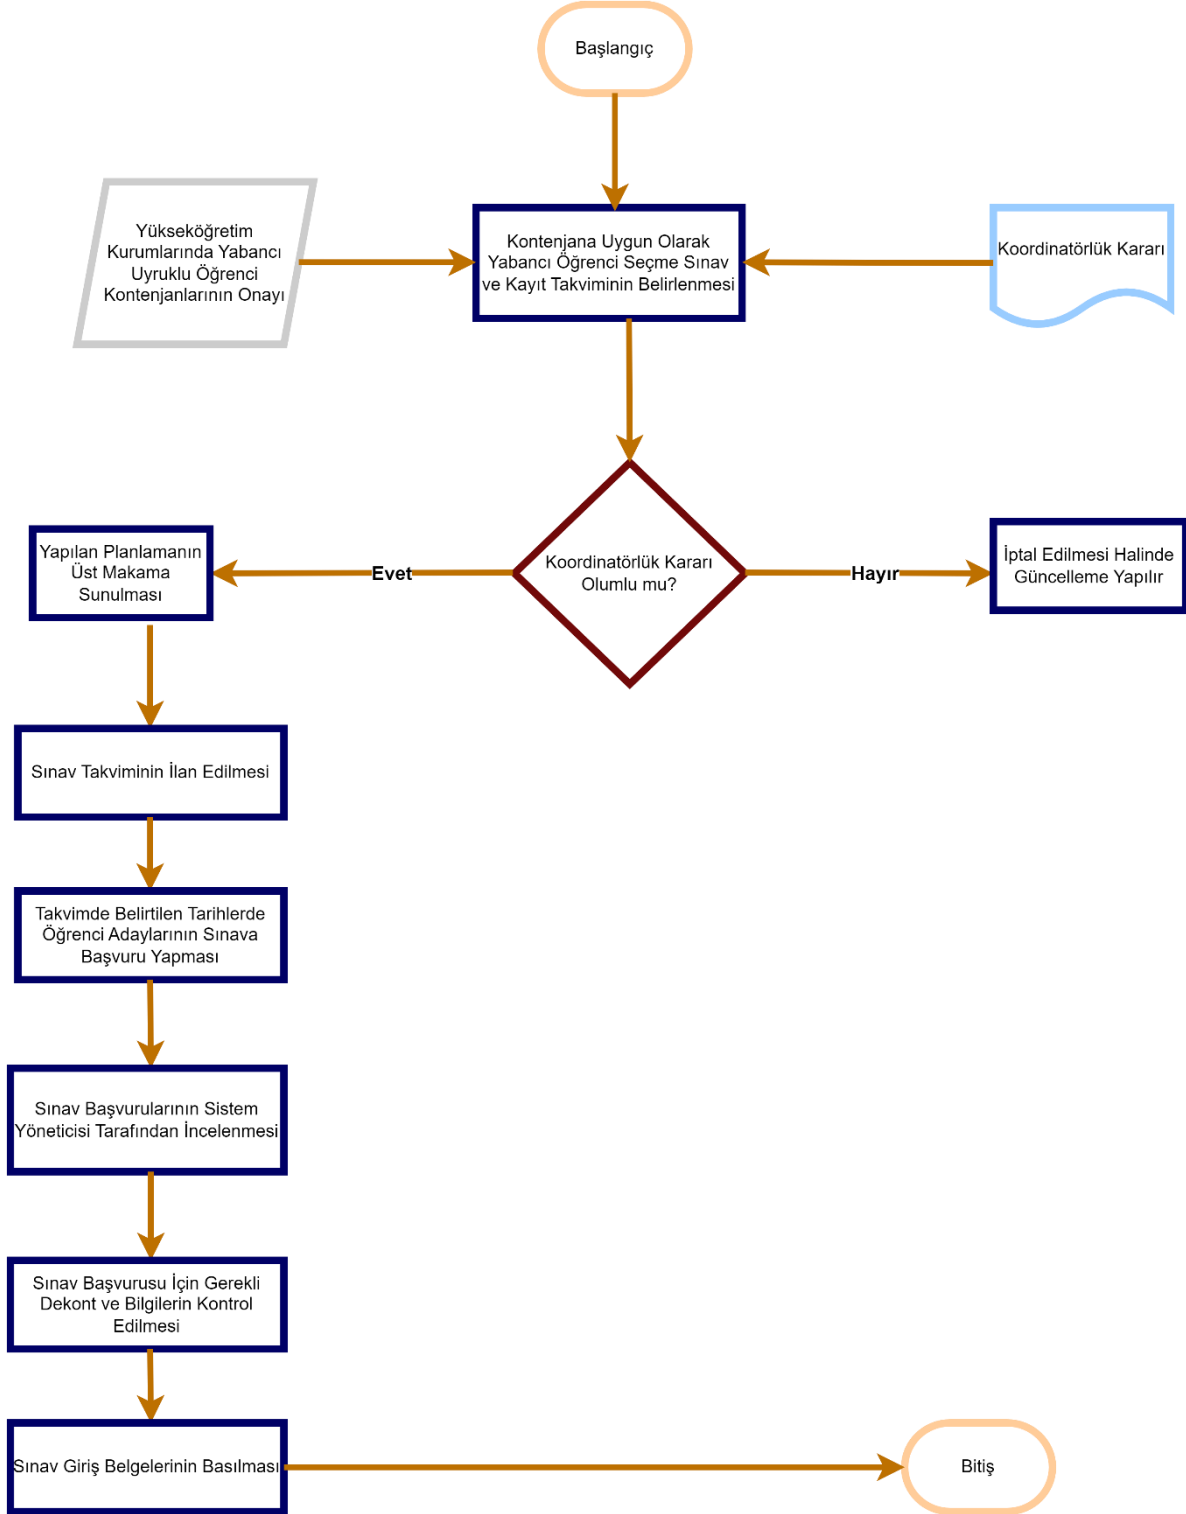 Başlangıç
Yükseköğretim
Kurumlarında Yabancı
Uyruklu Öğrenci
Kontenjanlarının Onayı
Kontenjana Uygun Olarak
Yabancı Öğrenci Seçme Sınav
ve Kayıt Takviminin Belirlenmesi
Koordinatörlük Kararı
Yapılan Planlamanın
Üst Makama
Sunulması
Evet
Koordinatörlük Kararı
Olumlu mu?
Hayır
İptal Edilmesi Halinde
Güncelleme Yapılır
Sınav Takviminin İlan Edilmesi
Takvimde Belirtilen Tarihlerde
Öğrenci Adaylarının Sınava
Başvuru Yapması
Sınav Başvurularının Sistem
Yöneticisi Tarafından İncelenmesi
Sınav Başvurusu İçin Gerekli
Dekont ve Bilgilerin Kontrol
Edilmesi
Sınav Giriş Belgelerinin Basılması
Bitiş